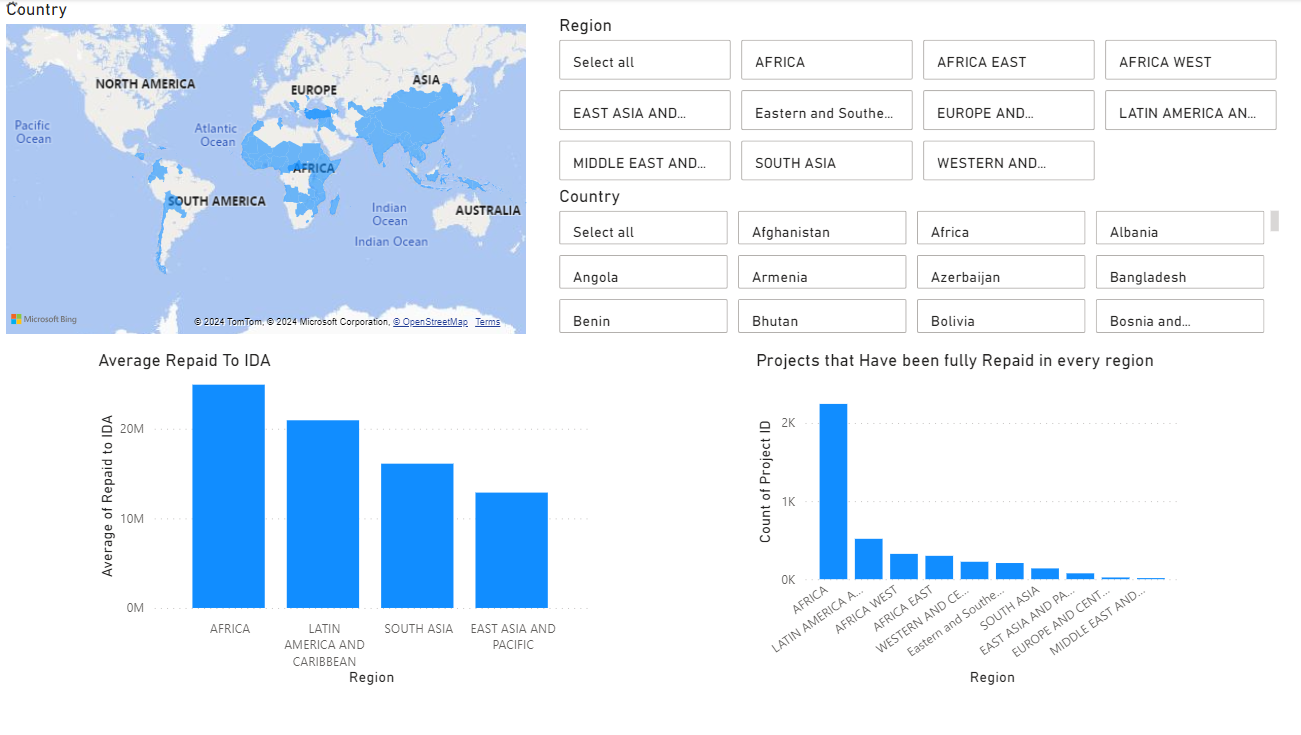 Country
NORTH AMERICA
EUROPE
ASIA
Pacific
Ocean
Atlantic
Ocean
AFRICA
SOUTH AMERICA
Indian
Ocean
AUSTRALIA
Indian Ocean
Microsoft Bing
© 2024 TomTom, © 2024 Microsoft Corporation, © OpenStreetMap Terms
Region
Select all
AFRICA
AFRICA EAST
AFRICA WEST
EAST ASIA AND...
Eastern and Southe...
EUROPE AND...
LATIN AMERICA AN...
MIDDLE EAST AND...
SOUTH ASIA
WESTERN AND...
Country
Select all
Afghanistan
Africa
Albania
Angola
Armenia
Azerbaijan
Bangladesh
Benin
Bhutan
Bolivia
Bosnia and...
Average Repaid To IDA
Average of Repaid to IDA
20M
10M
0M
AFRICA
LATIN
AMERICA AND
CARIBBEAN
SOUTH ASIA
EAST ASIA AND
PACIFIC
Region
Projects that Have been fully Repaid in every region
Count of Project ID
2K
1K
0K
AFRICA
LATIN AMERICA A...
AFRICA WEST
AFRICA EAST
WESTERN AND CE...
Eastern and Southe...
SOUTH ASIA
EAST ASIA AND PA...
EUROPE AND CENT...
MIDDLE EAST AND...
Region